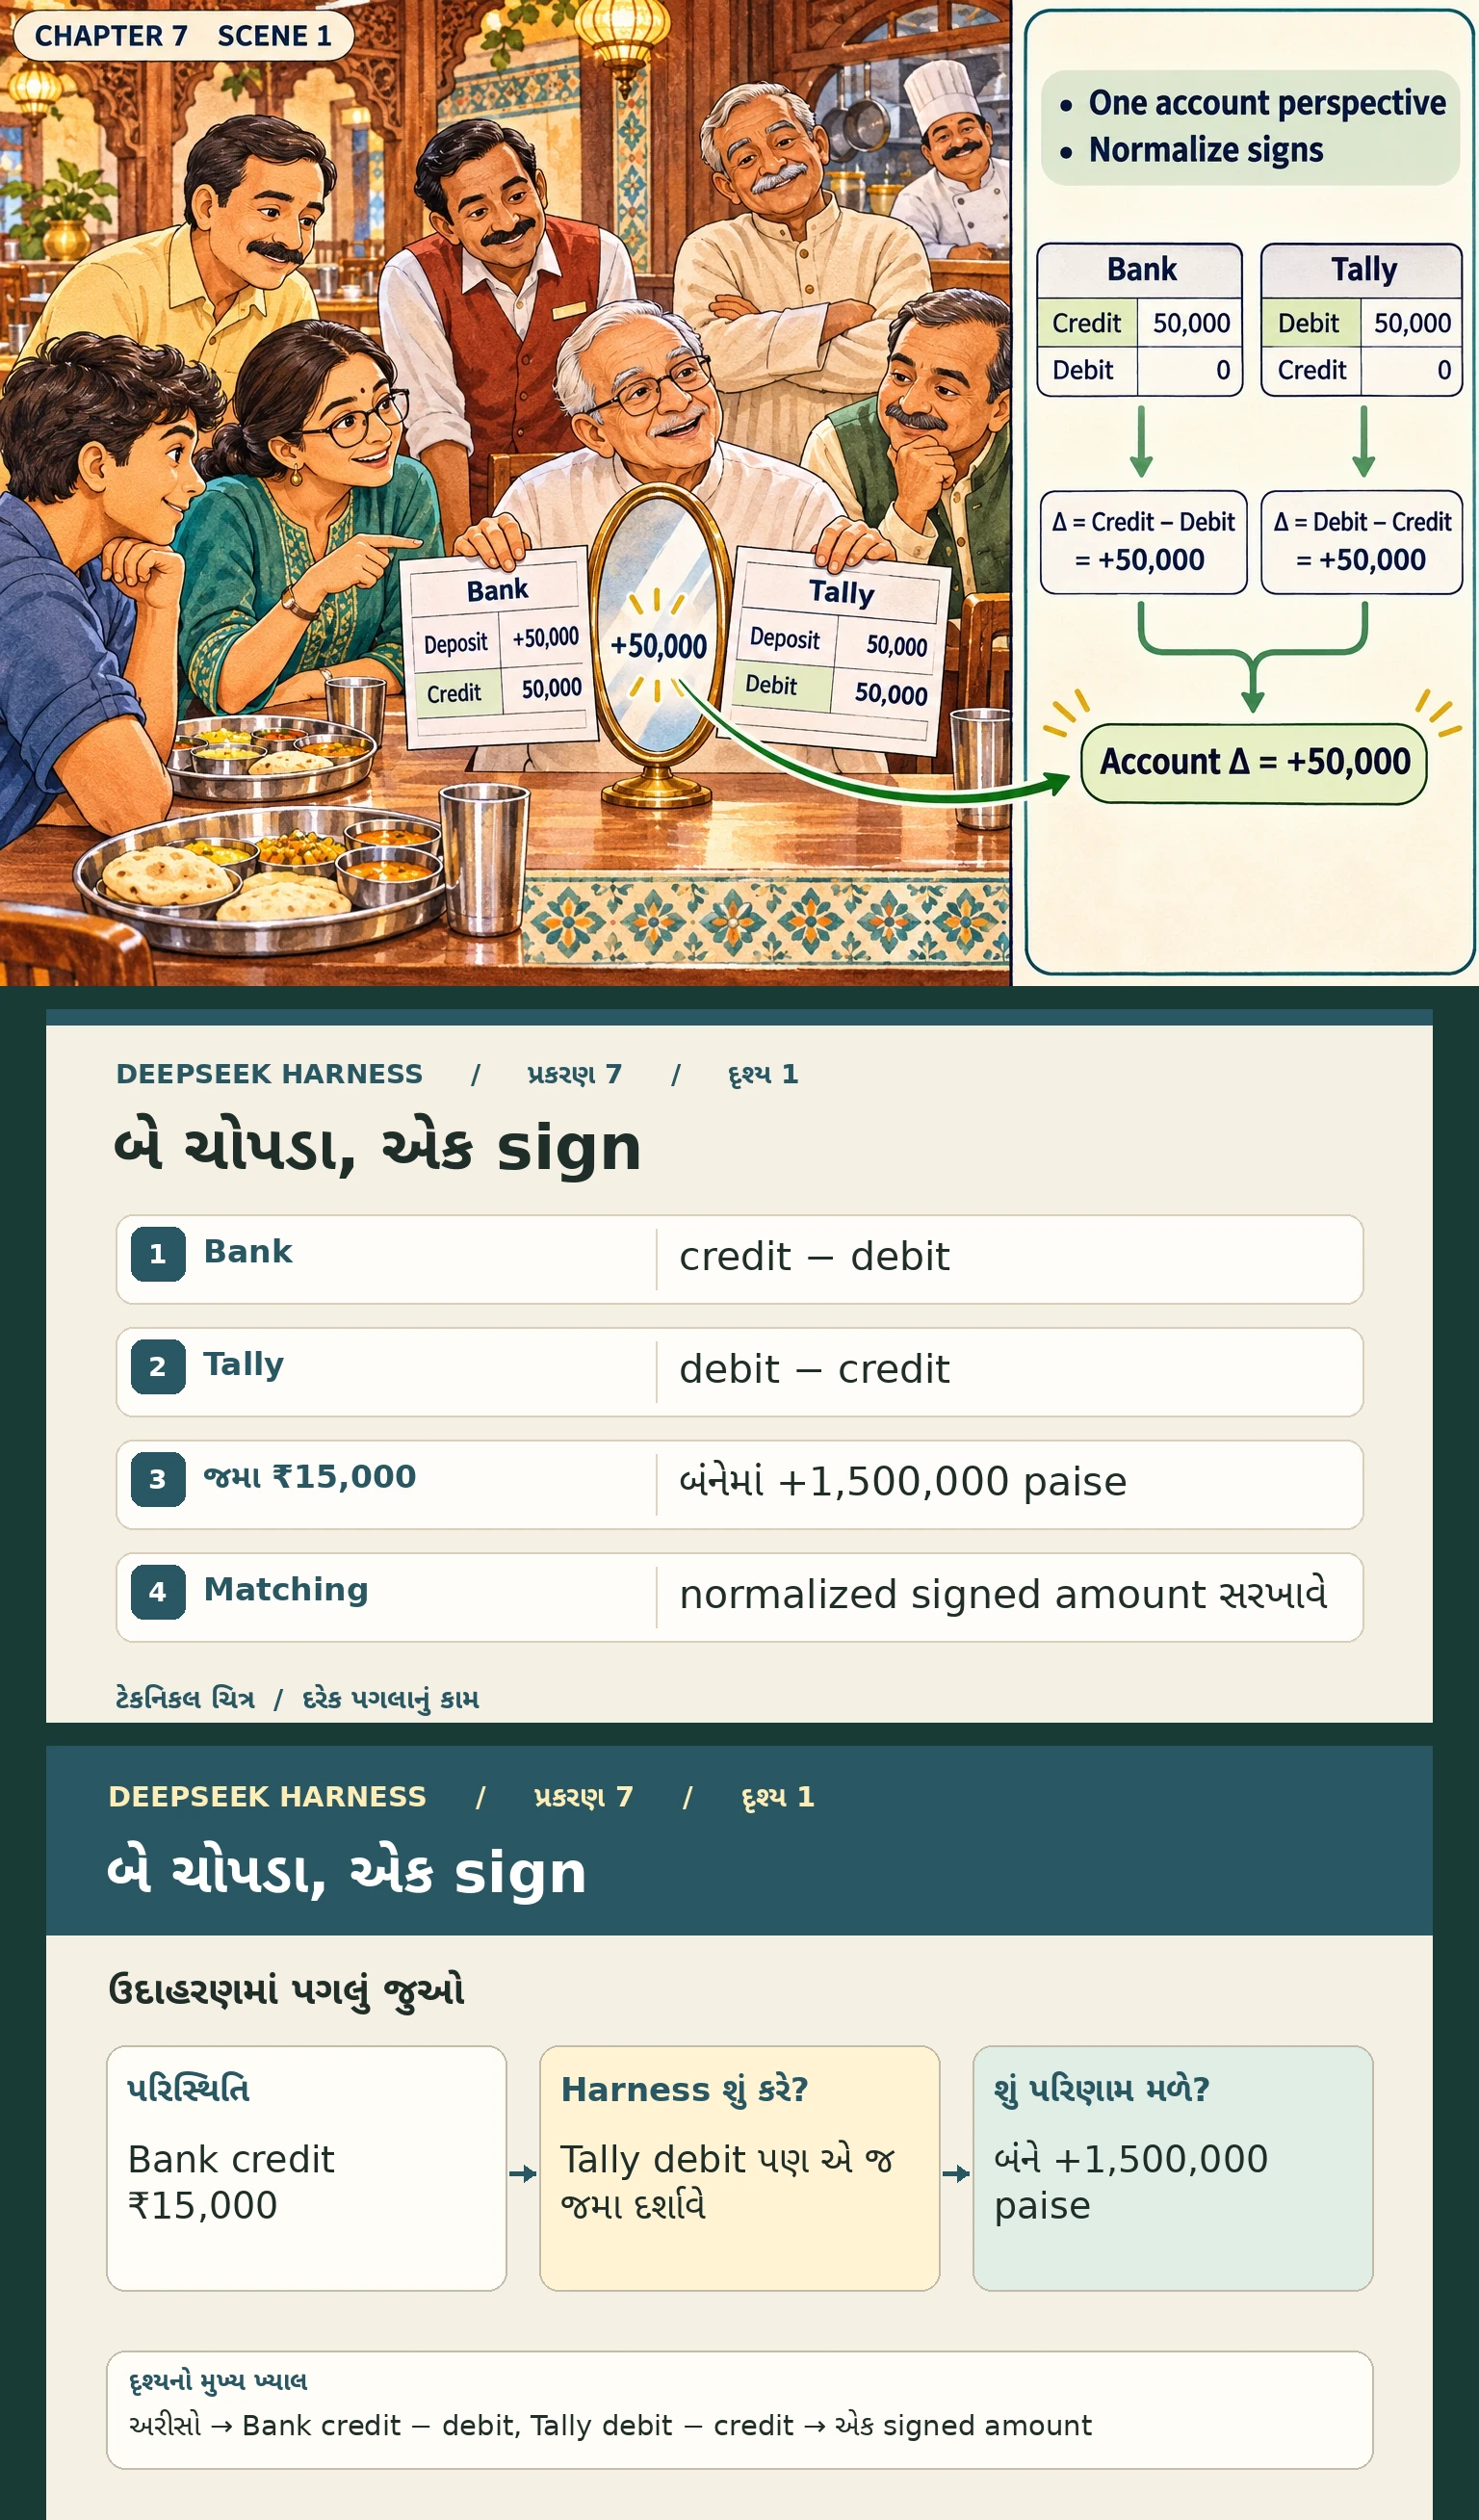 CHAPTER 7 SCENE 1
Bank
Deposit +50,000
Credit 50,000
+50,000
Tally
Deposit 50,000
Debit 50,000
• One account perspective
• Normalize signs
Bank
Credit 50,000
Debit 0
Tally
Debit 50,000
Credit 0
Δ = Credit – Debit
= +50,000
Δ = Debit – Credit
= +50,000
Account Δ = +50,000
DEEPSEEK HARNESS / પ્રકરણ 7 / દૃશ્ય 1
બે ચોપડા, એક sign
1 Bank credit − debit
2 Tally debit − credit
3 જમા ₹15,000 બંનેમાં +1,500,000 paise
4 Matching normalized signed amount સરખાવે
ટેકનિકલ ચિત્ર / દરેક પગલાનું કામ
DEEPSEEK HARNESS / પ્રકરણ 7 / દૃશ્ય 1
બે ચોપડા, એક sign
ઉદાહરણમાં પગલું જુઓ
પરિસ્થિતિ
Bank credit
₹15,000
Harness શું કરે?
Tally debit પણ એ જ
જમા દર્શાવે
શું પરિણામ મળે?
બંને +1,500,000
paise
દૃશ્યનો મુખ્ય ખ્યાલ
અરીસો → Bank credit − debit, Tally debit − credit → એક signed amount